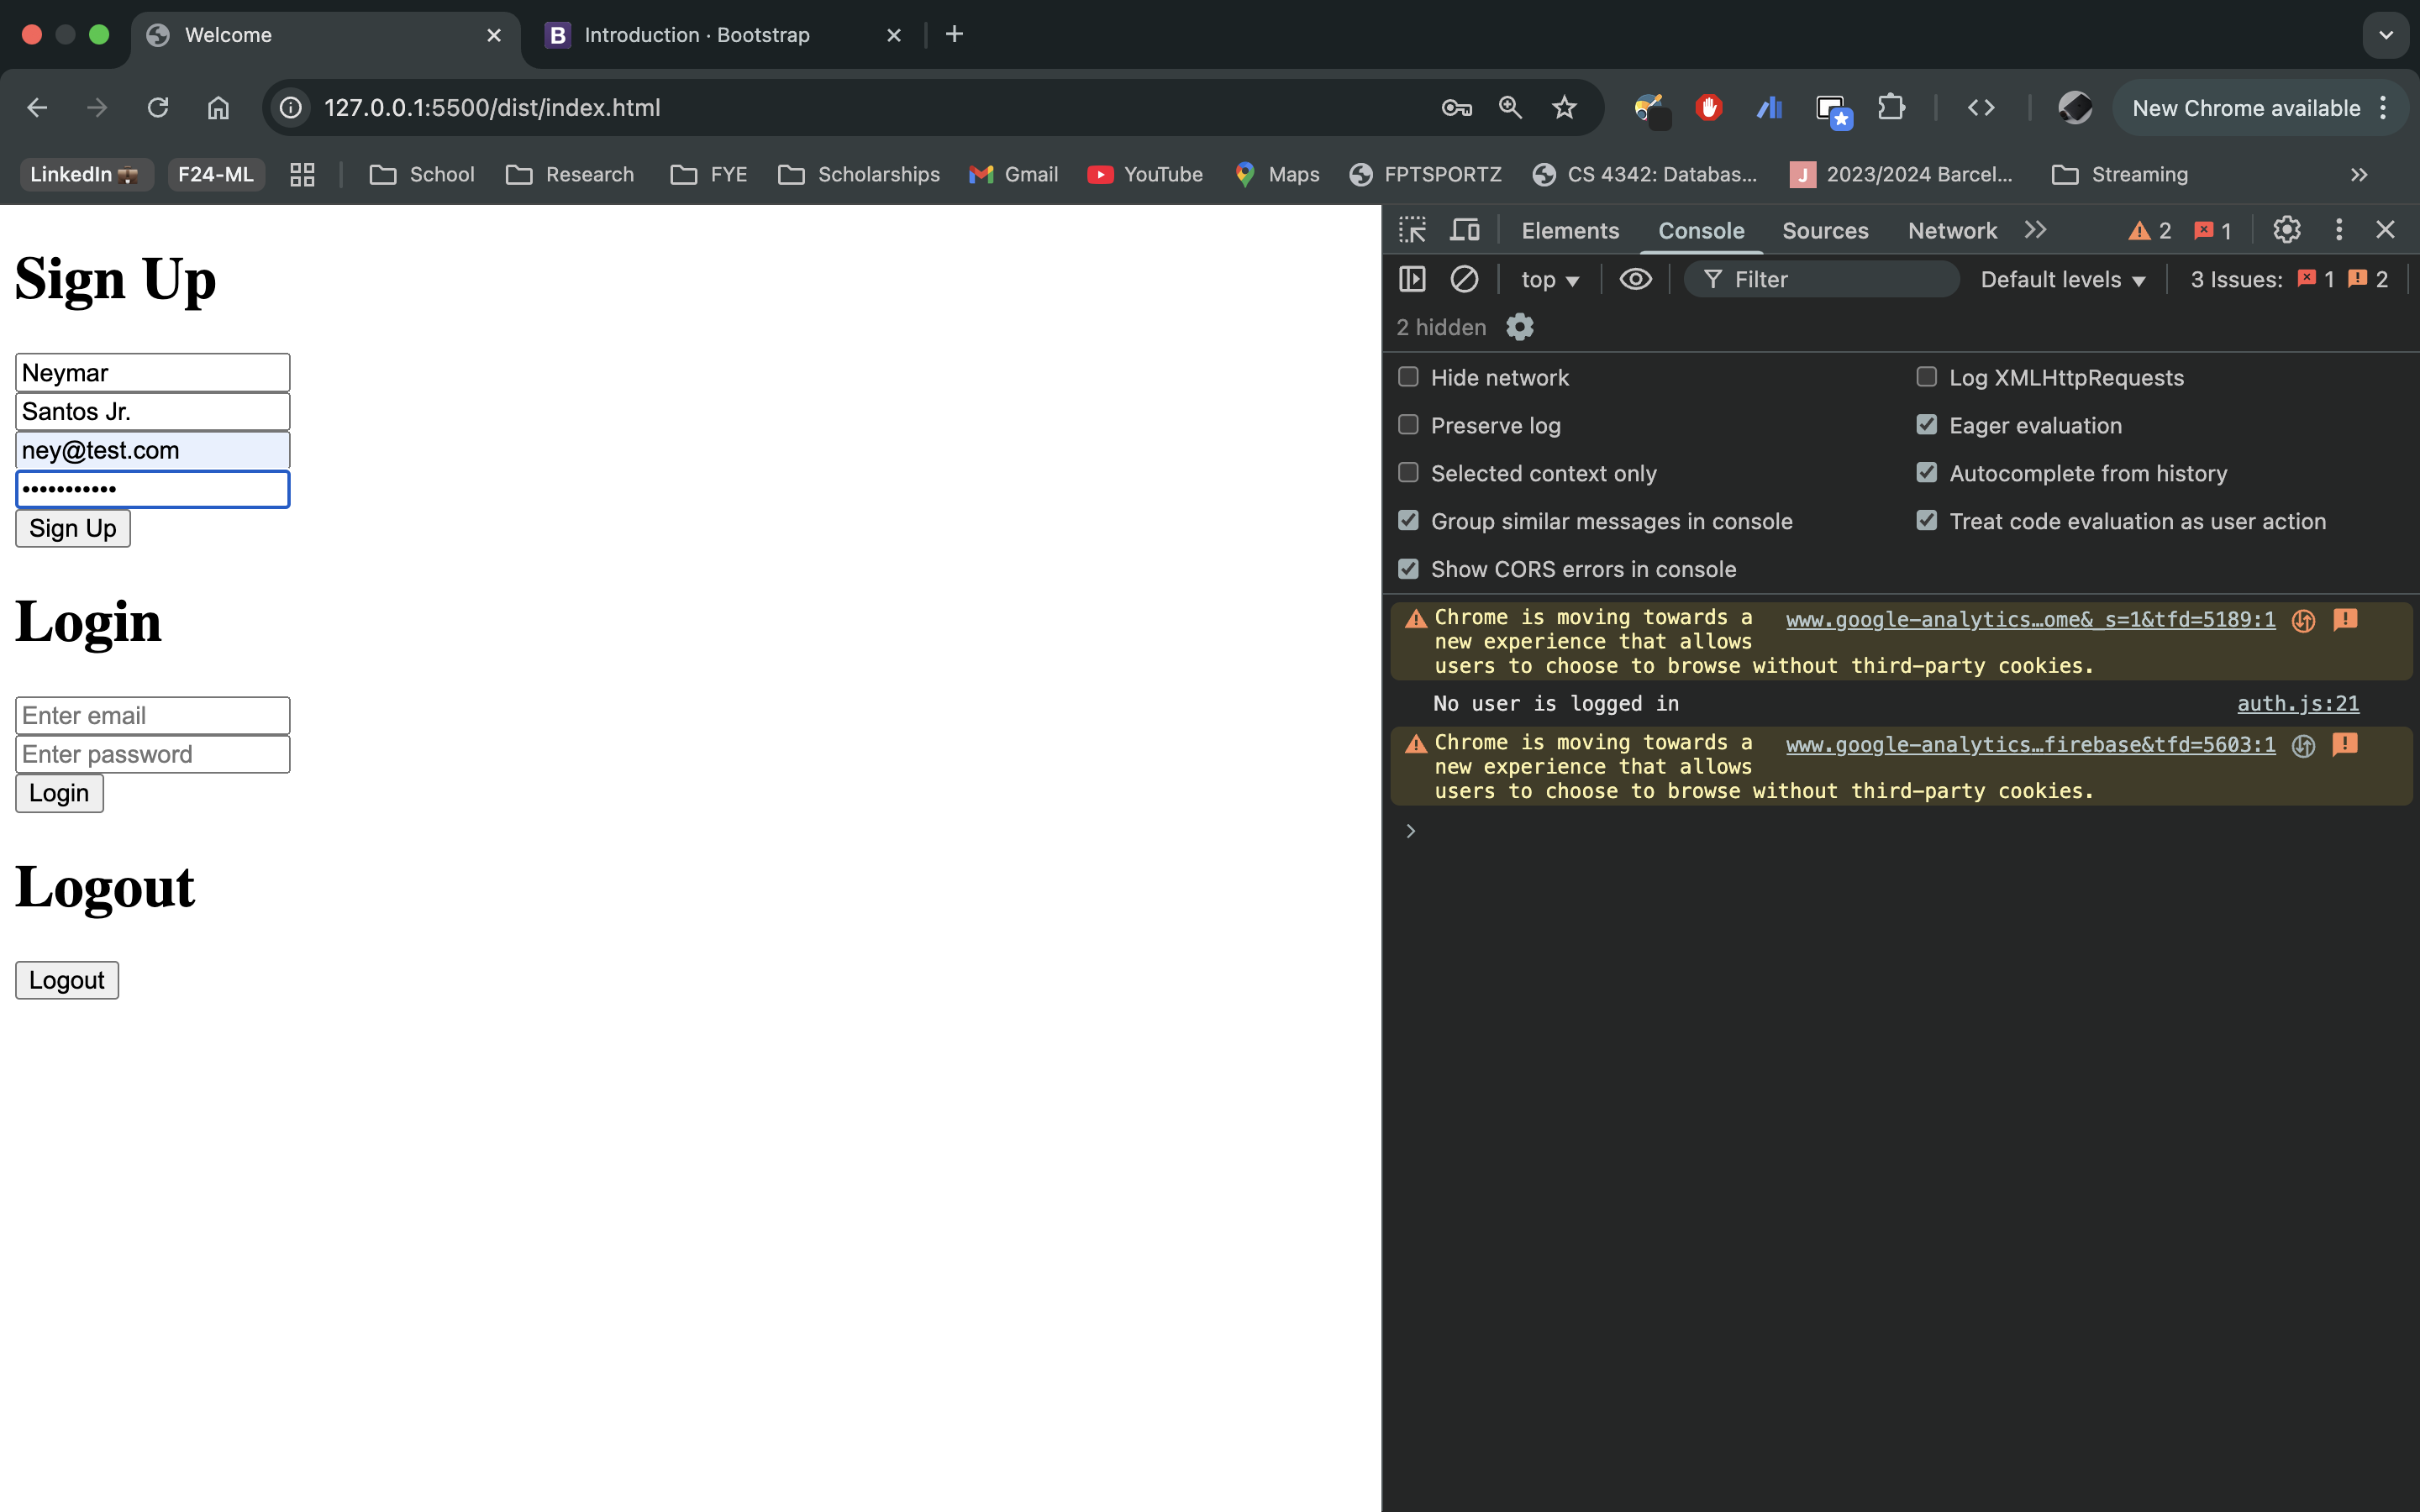 Welcome
Introduction · Bootstrap
127.0.0.1:5500/dist/index.html
New Chrome available
LinkedIn
F24-ML
School
Research
FYE
Scholarships
Gmail
YouTube
Maps
FPTSPORTZ
CS 4342: Databas...
J
2023/2024 Barcel...
Streaming
Sign Up
Neymar
Santos Jr.
ney@test.com
•••••••••••
Sign Up
Login
Enter email
Enter password
Login
Logout
Logout
Elements
Console
Sources
Network
2
1
top
Filter
Default levels
3 Issues: 1 2
2 hidden
Hide network
Log XMLHttpRequests
Preserve log
Eager evaluation
Selected context only
Autocomplete from history
Group similar messages in console
Treat code evaluation as user action
Show CORS errors in console
Chrome is moving towards a www.google-analytics…ome&_s=1&tfd=5189:1
new experience that allows
users to choose to browse without third-party cookies.
No user is logged in auth.js:21
Chrome is moving towards a www.google-analytics…firebase&tfd=5603:1
new experience that allows
users to choose to browse without third-party cookies.